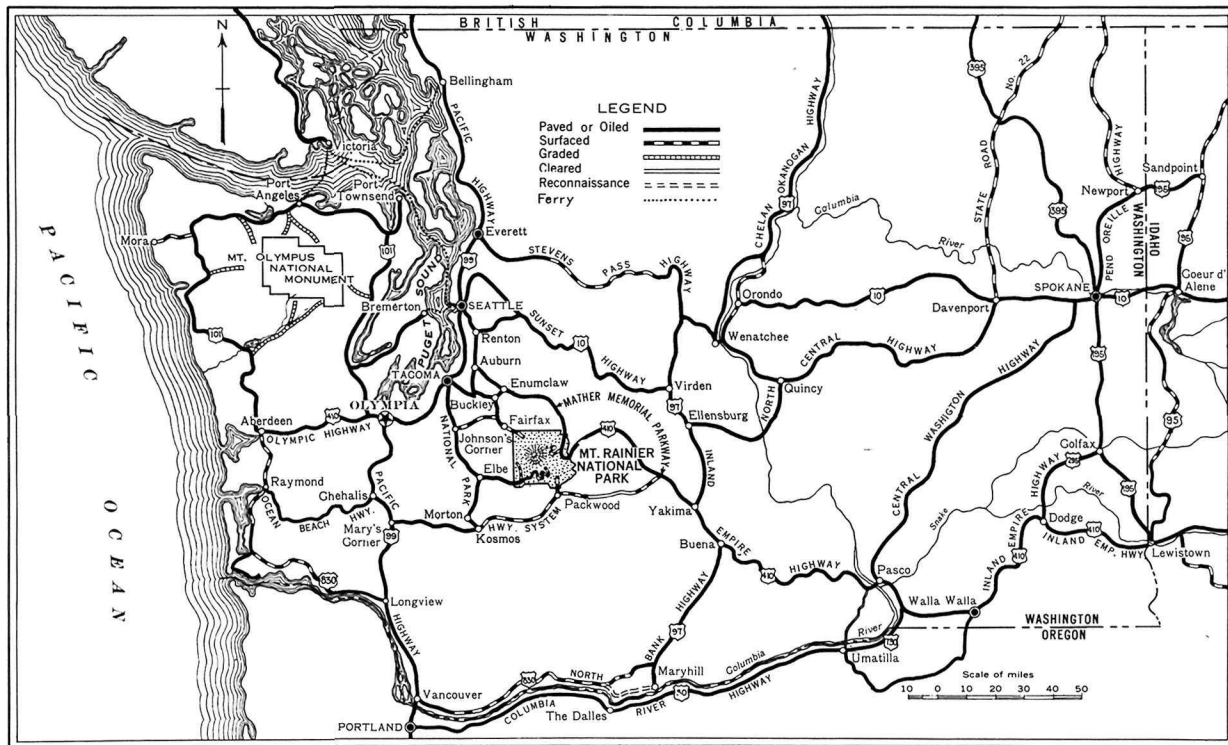 BRITISH COLUMBIA
WASHINGTON
N
Bellingham
PACIFIC
HIGHWAY
LEGEND
Paved or Oiled
Surfaced
Graded
Cleared
Reconnaissance
Ferry
Victoria
Port
Angeles
Port
Townsend
Mora
MT. OLYMPUS
NATIONAL
MONUMENT
101
101
PACIFIC
OCEAN
Everett
99
STEVENS
PASS
HIGHWAY
PUGET SOUND
Bremerton
SEATTLE
Renton
SUNSET
10
HIGHWAY
Auburn
TACOMA
Enumclaw
Buckley
MATHER MEMORIAL PARKWAY
OLYMPIA
Fairfax
Johnson's
Corner
410
MT. RAINIER
NATIONAL
PARK
Aberdeen
410
OLYMPIC HIGHWAY
NATIONAL
PARK
HWY. SYSTEM
Elbe
Packwood
Raymond
OCEAN
BEACH
HWY.
Chehalis
PACIFIC
Morton
Kosmos
Mary's
Corner
99
830
Longview
HIGHWAY
Vancouver
PORTLAND
CHELAN OKANOGAN HIGHWAY
97
Columbia
River
Orondo
10
Wenatchee
Virden
97
Ellensburg
NORTH
CENTRAL
HIGHWAY
Quincy
INLAND
Yakima
Buena
EMPIRE
410
HIGHWAY
BANK
HIGHWAY
97
Maryhill
830
NORTH
COLUMBIA
The Dalles
RIVER
30
HIGHWAY
Columbia
River
730
Umatilla
Pasco
Walla Walla
395
No. 22
STATE
ROAD
395
HIGHWAY
PEND OREILLE
Newport
195
Sandpoint
IDAHO
WASHINGTON
95
Coeur d'
Alene
Davenport
SPOKANE
10
195
CENTRAL
WASHIGTON
HIGHWAY
95
Colfax
295
HIGHWAY
195
Snake
River
EMPIRE
Dodge
410
INLAND
EMP. HWY
Lewistown
INLAND
410
WASHINGTON
OREGON
Scale of miles
10 0 10 20 30 40 50